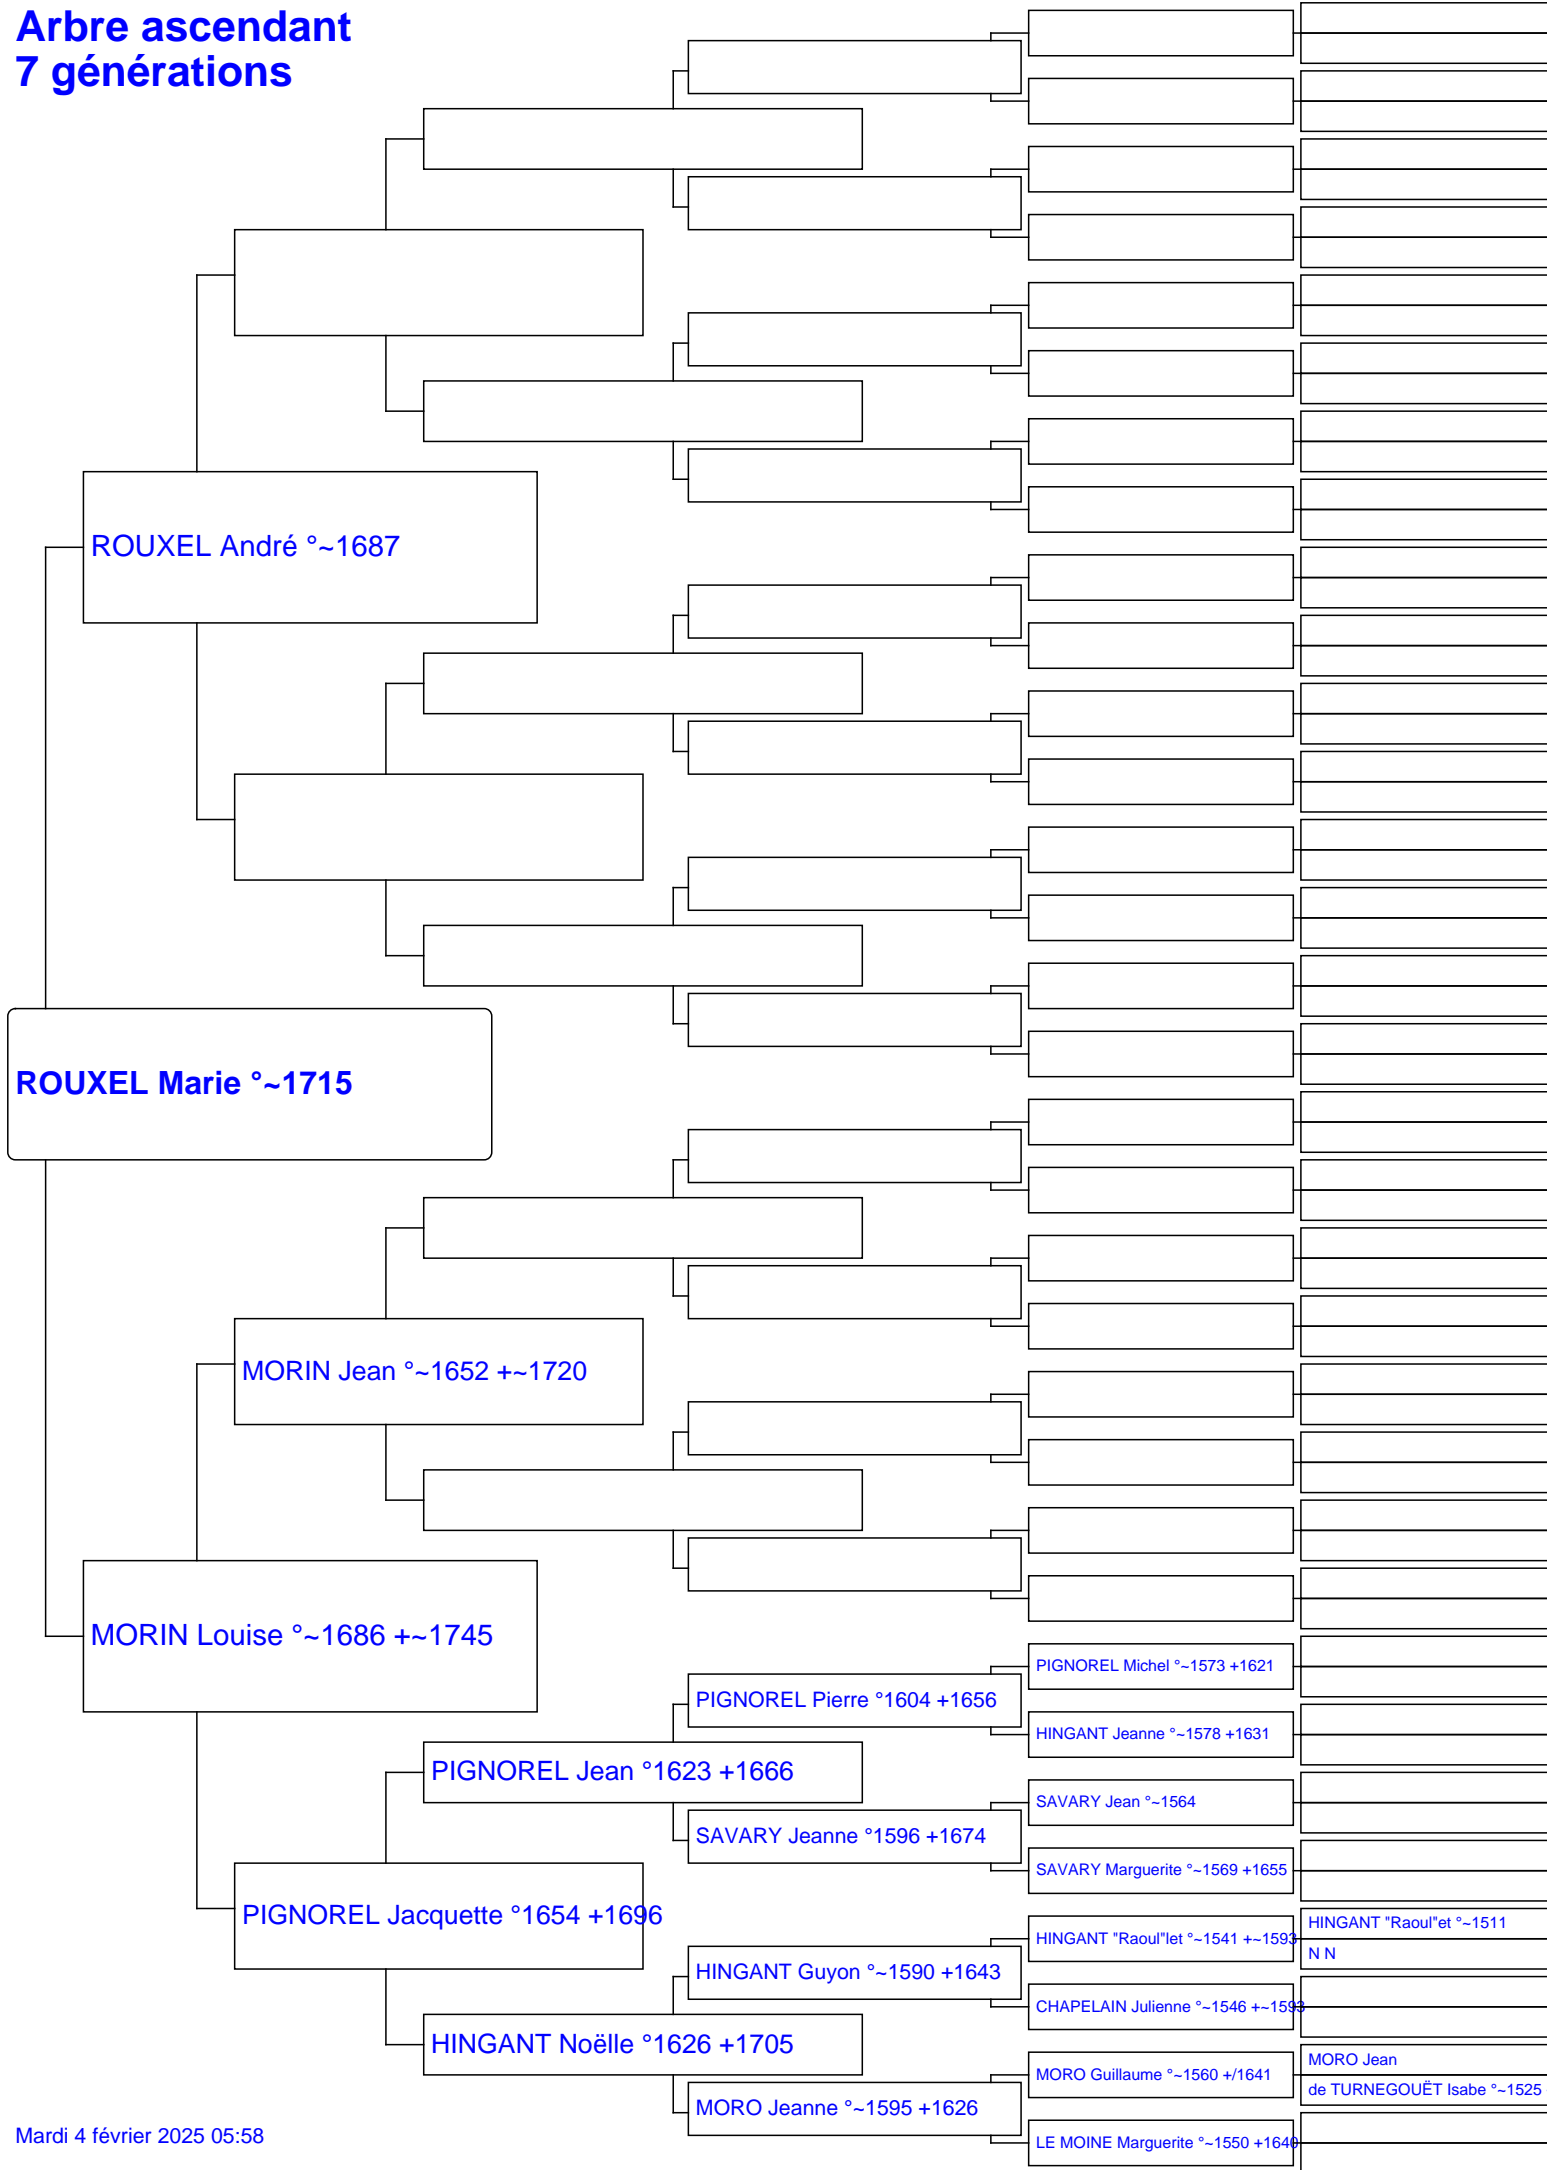 Arbre ascendant
7 générations
ROUXEL André °~1687
ROUXEL Marie °~1715
MORIN Jean °~1652 +~1720
MORIN Louise °~1686 +~1745
PIGNOREL Michel °~1573 +1621
PIGNOREL Pierre °1604 +1656
HINGANT Jeanne °~1578 +1631
PIGNOREL Jean °1623 +1666
SAVARY Jean °~1564
SAVARY Jeanne °1596 +1674
SAVARY Marguerite °~1569 +1655
PIGNOREL Jacquette °1654 +1696
HINGANT "Raoul"et °~1511
HINGANT "Raoul"let °~1541 +~1593
N N
HINGANT Guyon °~1590 +1643
CHAPELAIN Julienne °~1546 +~1593
HINGANT Noëlle °1626 +1705
MORO Jean
MORO Guillaume °~1560 +/1641
de TURNEGOUËT Isabe °~1525
MORO Jeanne °~1595 +1626
LE MOINE Marguerite °~1550 +1640
Mardi 4 février 2025 05:58